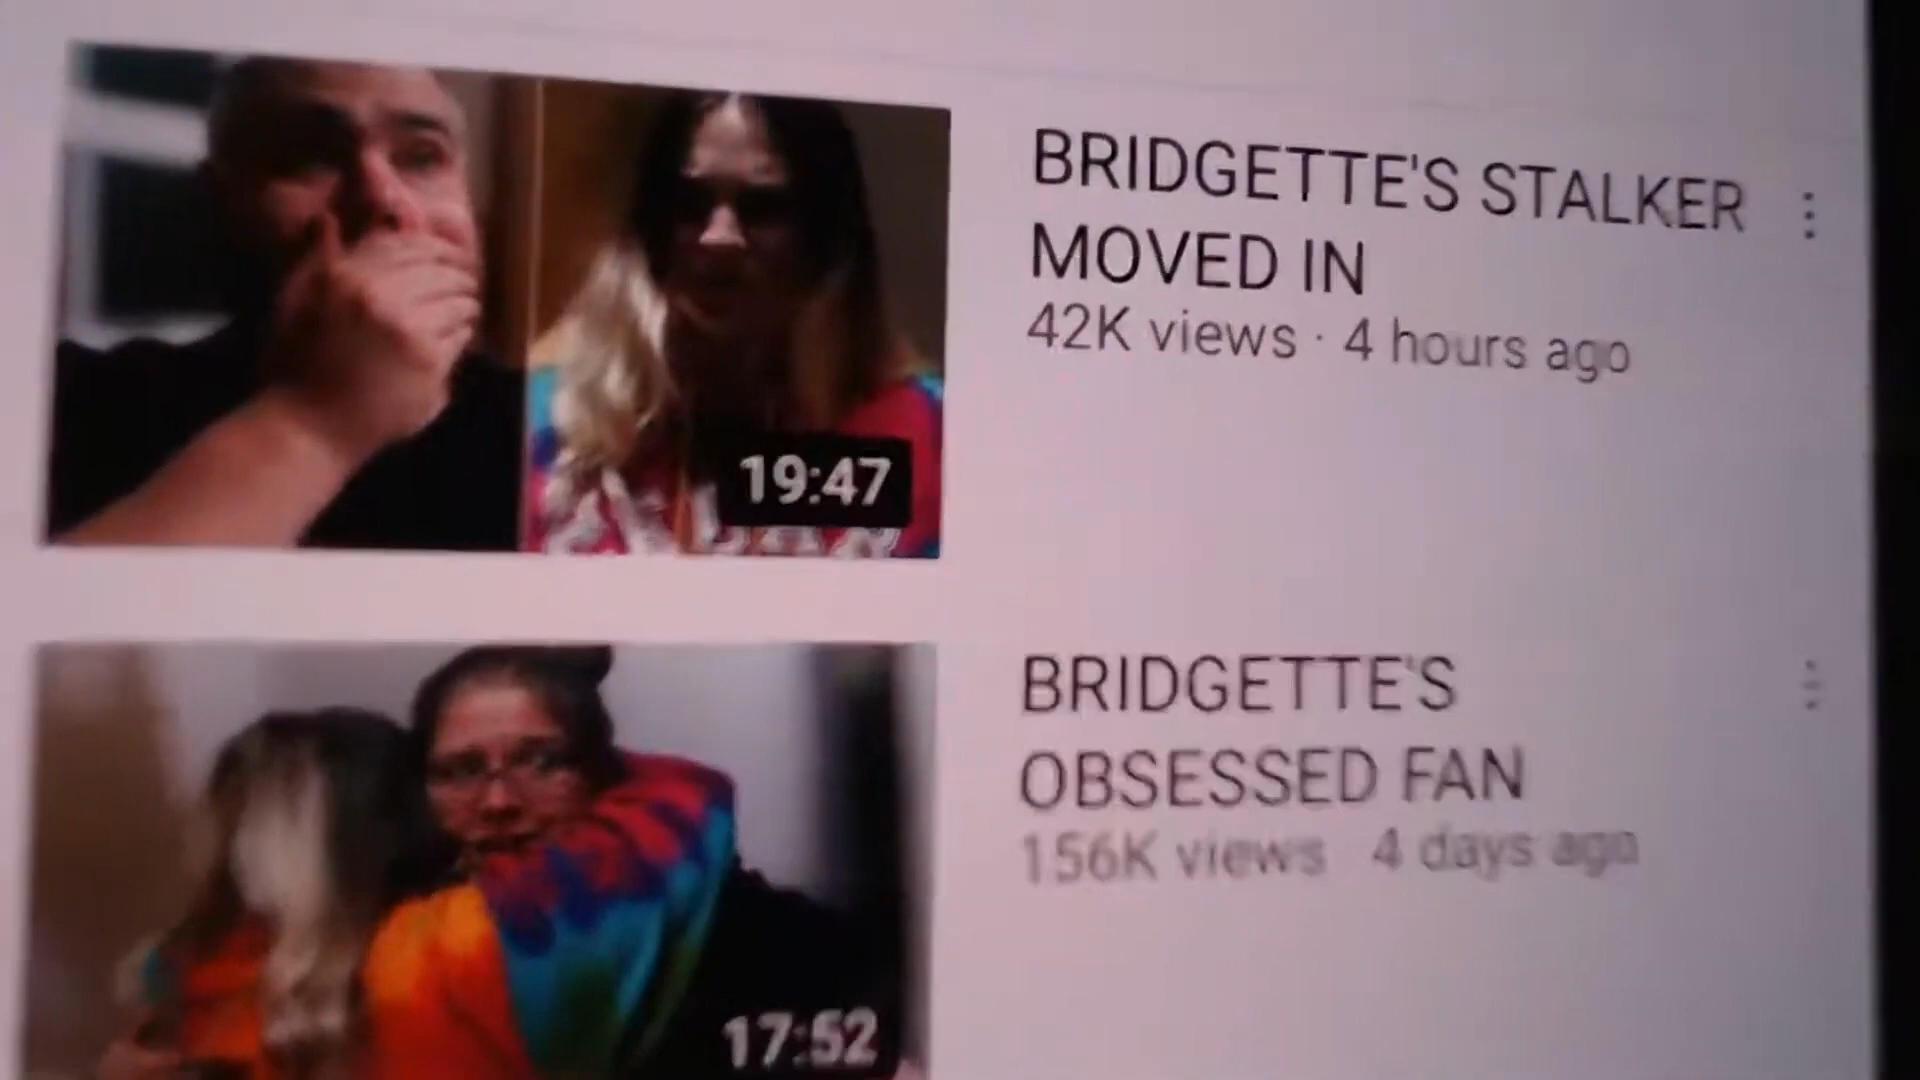 BRIDGETTE'S STALKER
MOVED IN
42K views · 4 hours ago
19:47
BRIDGETTE'S
OBSESSED FAN
156K views 4 days ago
17:52